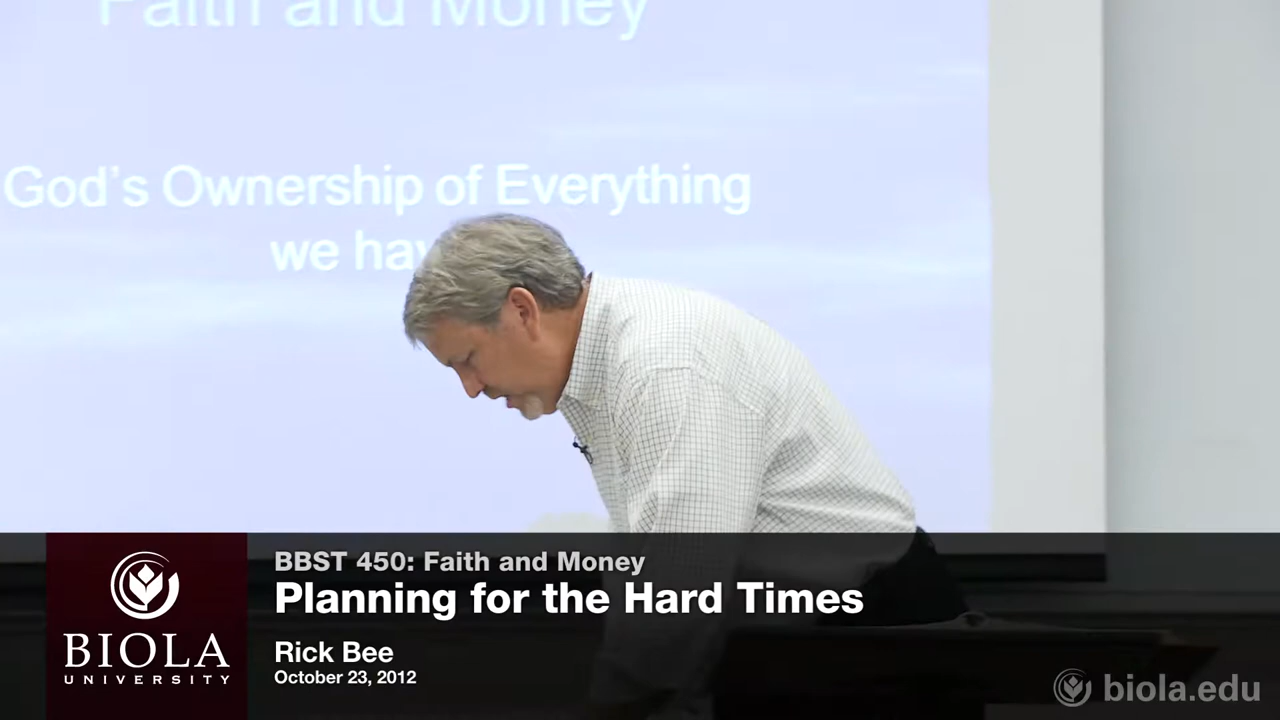 Faith and Money
God's Ownership of Everything
we hav
BBST 450: Faith and Money
Planning for the Hard Times
BIOLA
UNIVERSITY
Rick Bee
October 23, 2012
biola.edu